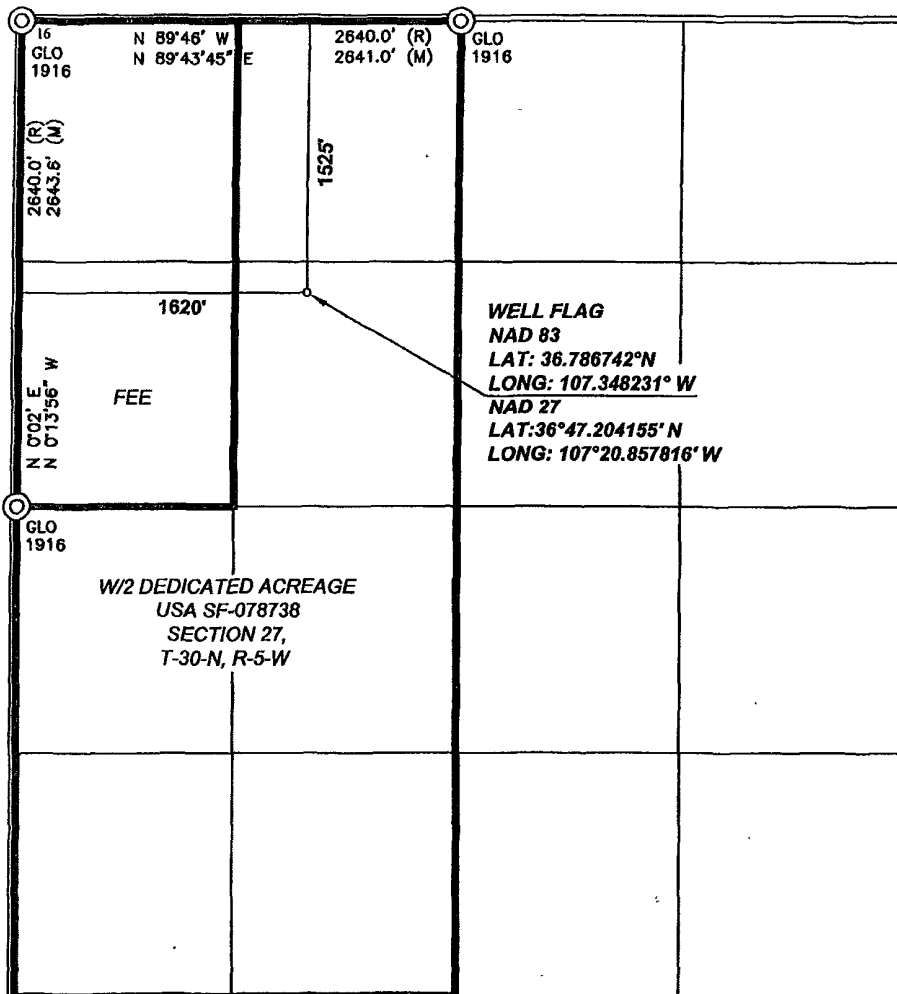 16
GLO
1916
N 89°46' W
N 89°43'45" E
2640.0' (R)
2641.0' (M)
GLO
1916
2640.0' (R)
2643.6' (M)
1525'
1620'
WELL FLAG
NAD 83
LAT: 36.786742°N
LONG: 107.348231° W
NAD 27
LAT:36°47.204155' N
LONG: 107°20.857816' W
FEE
N 0°02' E
N 0°13'56" W
GLO
1916
W/2 DEDICATED ACREAGE
USA SF-078738
SECTION 27,
T-30-N, R-5-W